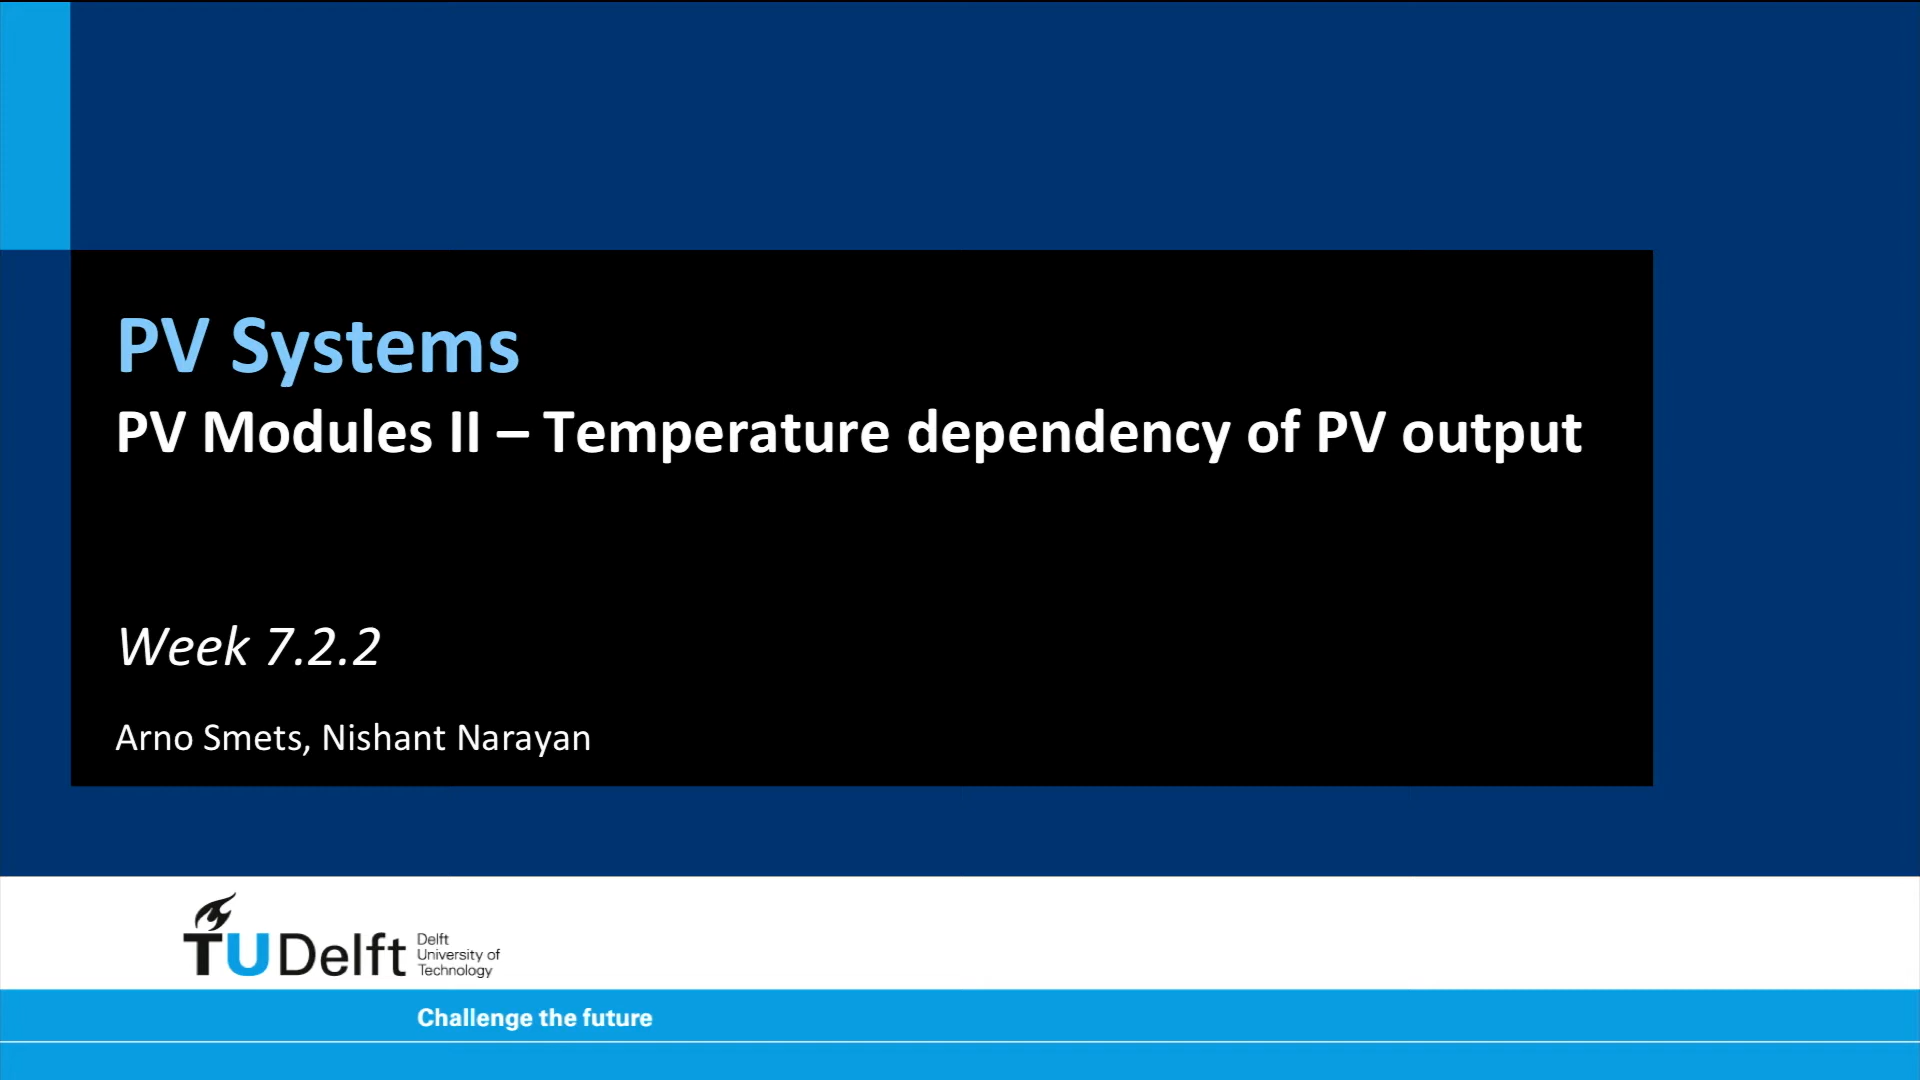 PV Systems
PV Modules II – Temperature dependency of PV output
Week 7.2.2
Arno Smets, Nishant Narayan
TUDelft
Delft
University of
Technology
Challenge the future